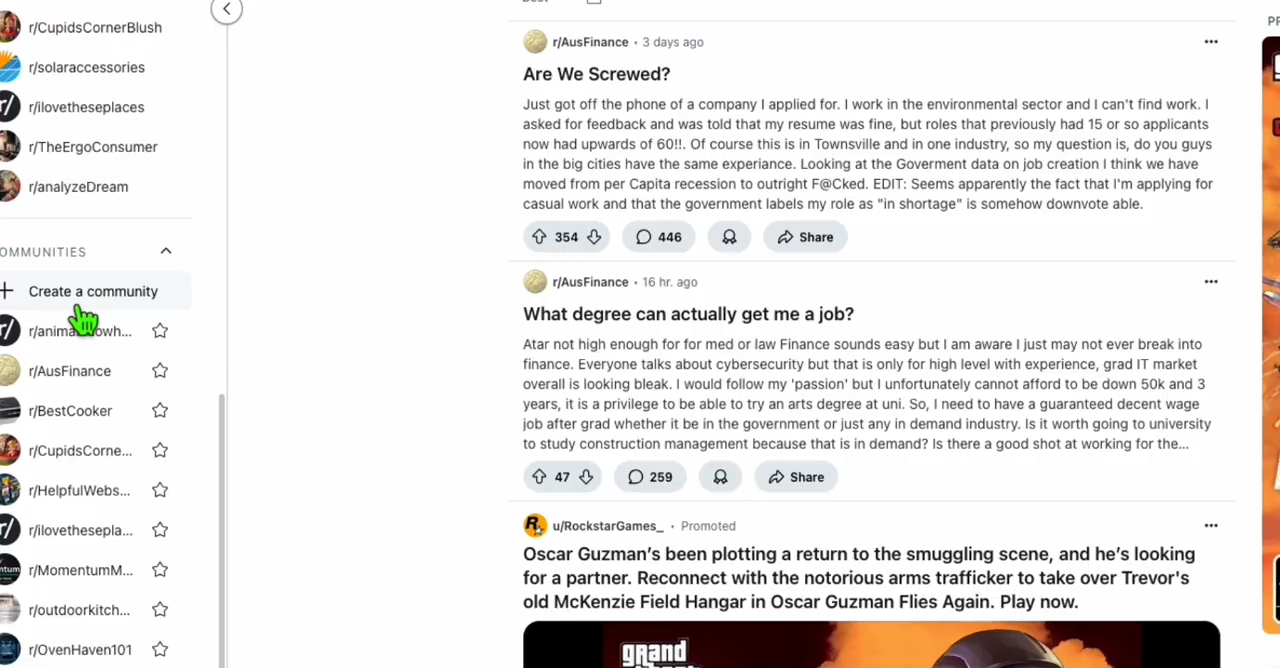 r/CupidsCornerBlush
r/solaraccessories
r/ilovetheseplaces
r/TheErgoConsumer
r/analyzeDream
OMMUNITIES
Create a community
r/AusFinance
r/BestCooker
r/CupidsCorne...
r/HelpfulWebs...
r/ilovethesepla...
r/MomentumM...
r/outdoorkitch...
r/OvenHaven101
r/AusFinance • 3 days ago
Are We Screwed?
Just got off the phone of a company I applied for. I work in the environmental sector and I can't find work. I
asked for feedback and was told that my resume was fine, but roles that previously had 15 or so applicants
now had upwards of 60!!. Of course this is in Townsville and in one industry, so my question is, do you guys
in the big cities have the same experiance. Looking at the Goverment data on job creation I think we have
moved from per Capita recession to outright F@Cked. EDIT: Seems apparently the fact that I'm applying for
casual work and that the government labels my role as "in shortage" is somehow downvote able.
354 446 Share
r/AusFinance • 16 hr. ago
What degree can actually get me a job?
Atar not high enough for for med or law Finance sounds easy but I am aware I just may not ever break into
finance. Everyone talks about cybersecurity but that is only for high level with experience, grad IT market
overall is looking bleak. I would follow my 'passion' but I unfortunately cannot afford to be down 50k and 3
years, it is a privilege to be able to try an arts degree at uni. So, I need to have a guaranteed decent wage
job after grad whether it be in the government or just any in demand industry. Is it worth going to university
to study construction management because that is in demand? Is there a good shot at working for the...
47 259 Share
u/RockstarGames_ • Promoted
Oscar Guzman's been plotting a return to the smuggling scene, and he's looking
for a partner. Reconnect with the notorious arms trafficker to take over Trevor's
old McKenzie Field Hangar in Oscar Guzman Flies Again. Play now.
grand
PR